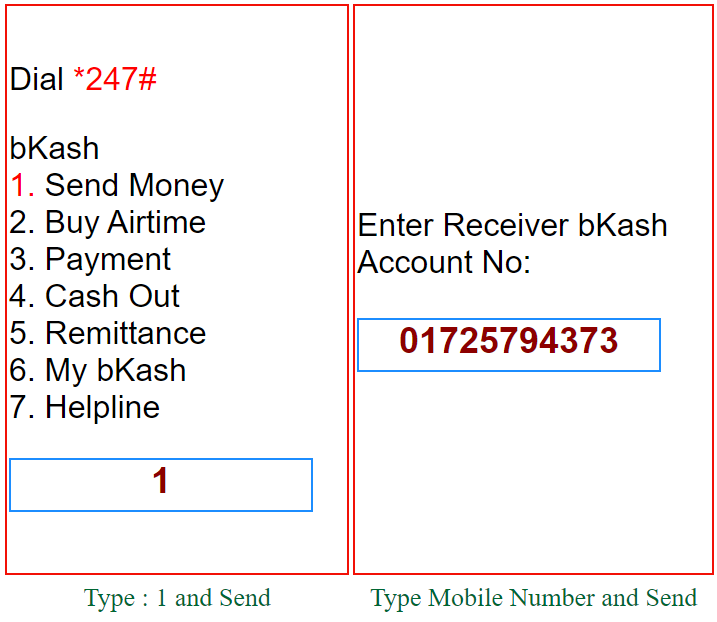 Dial *247#
bKash
1. Send Money
2. Buy Airtime
3. Payment
4. Cash Out
5. Remittance
6. My bKash
7. Helpline
1
Type : 1 and Send
Enter Receiver bKash
Account No:
01725794373
Type Mobile Number and Send